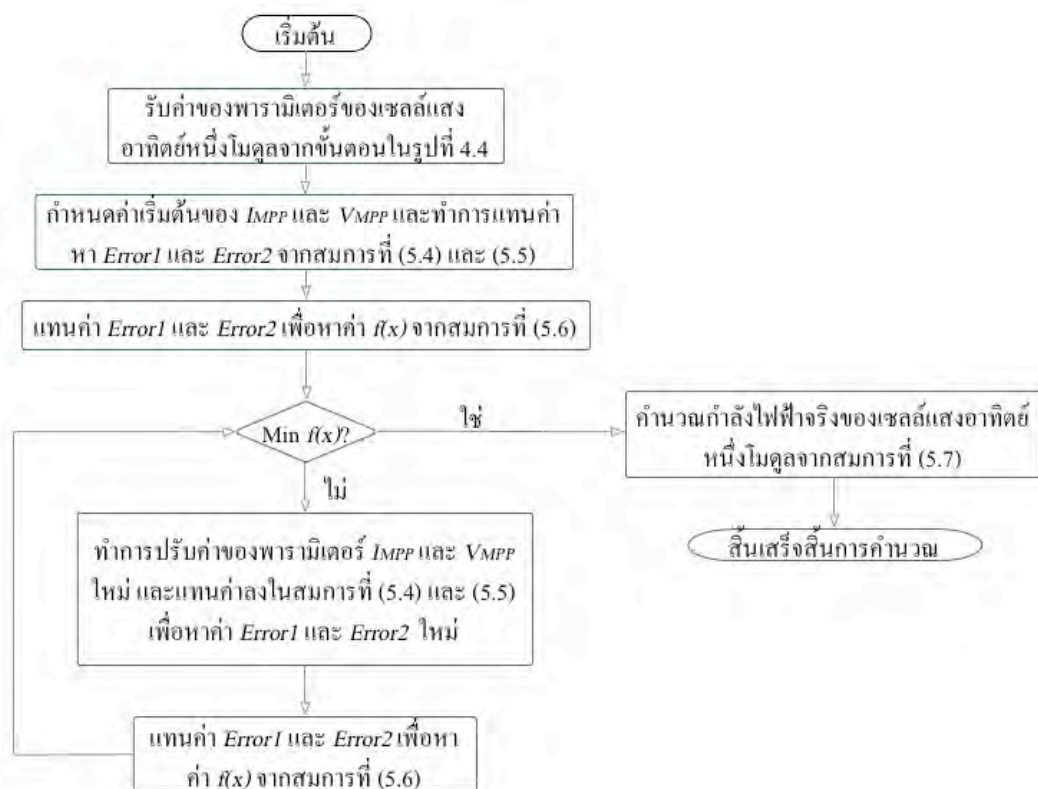 เริ่มต้น
รับค่าของพารามิเตอร์ของเซลล์แสง
อาทิตย์หนึ่งโมดูลจากขั้นตอนในรูปที่ 4.4
กำหนดค่าเริ่มต้นของ IMPP และ VMPP และทำการแทนค่า
หา Error1 และ Error2 จากสมการที่ (5.4) และ (5.5)
แทนค่า Error1 และ Error2 เพื่อหาค่า f(x) จากสมการที่ (5.6)
Min f(x)?
ใช่
คำนวณกำลังไฟฟ้าจริงของเซลล์แสงอาทิตย์
หนึ่งโมดูลจากสมการที่ (5.7)
สิ้นเสร็จสิ้นการคำนวณ
ไม่
ทำการปรับค่าของพารามิเตอร์ IMPP และ VMPP
ใหม่ และแทนค่าลงในสมการที่ (5.4) และ (5.5)
เพื่อหาค่า Error1 และ Error2 ใหม่
แทนค่า Error1 และ Error2 เพื่อหา
ค่า f(x) จากสมการที่ (5.6)